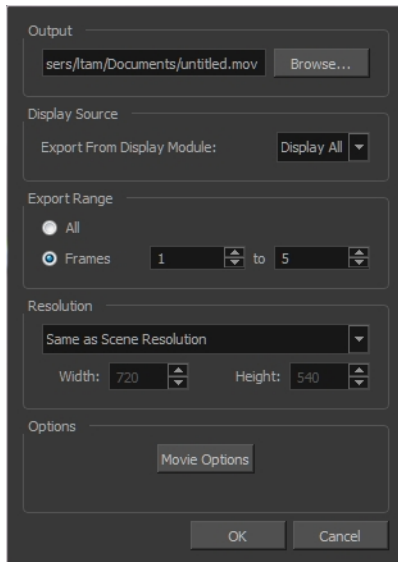 Output
sers/ltam/Documents/untitled.mov Browse...
Display Source
Export From Display Module: Display All
Export Range
All
Frames 1 to 5
Resolution
Same as Scene Resolution
Width: 720 Height: 540
Options
Movie Options
OK Cancel